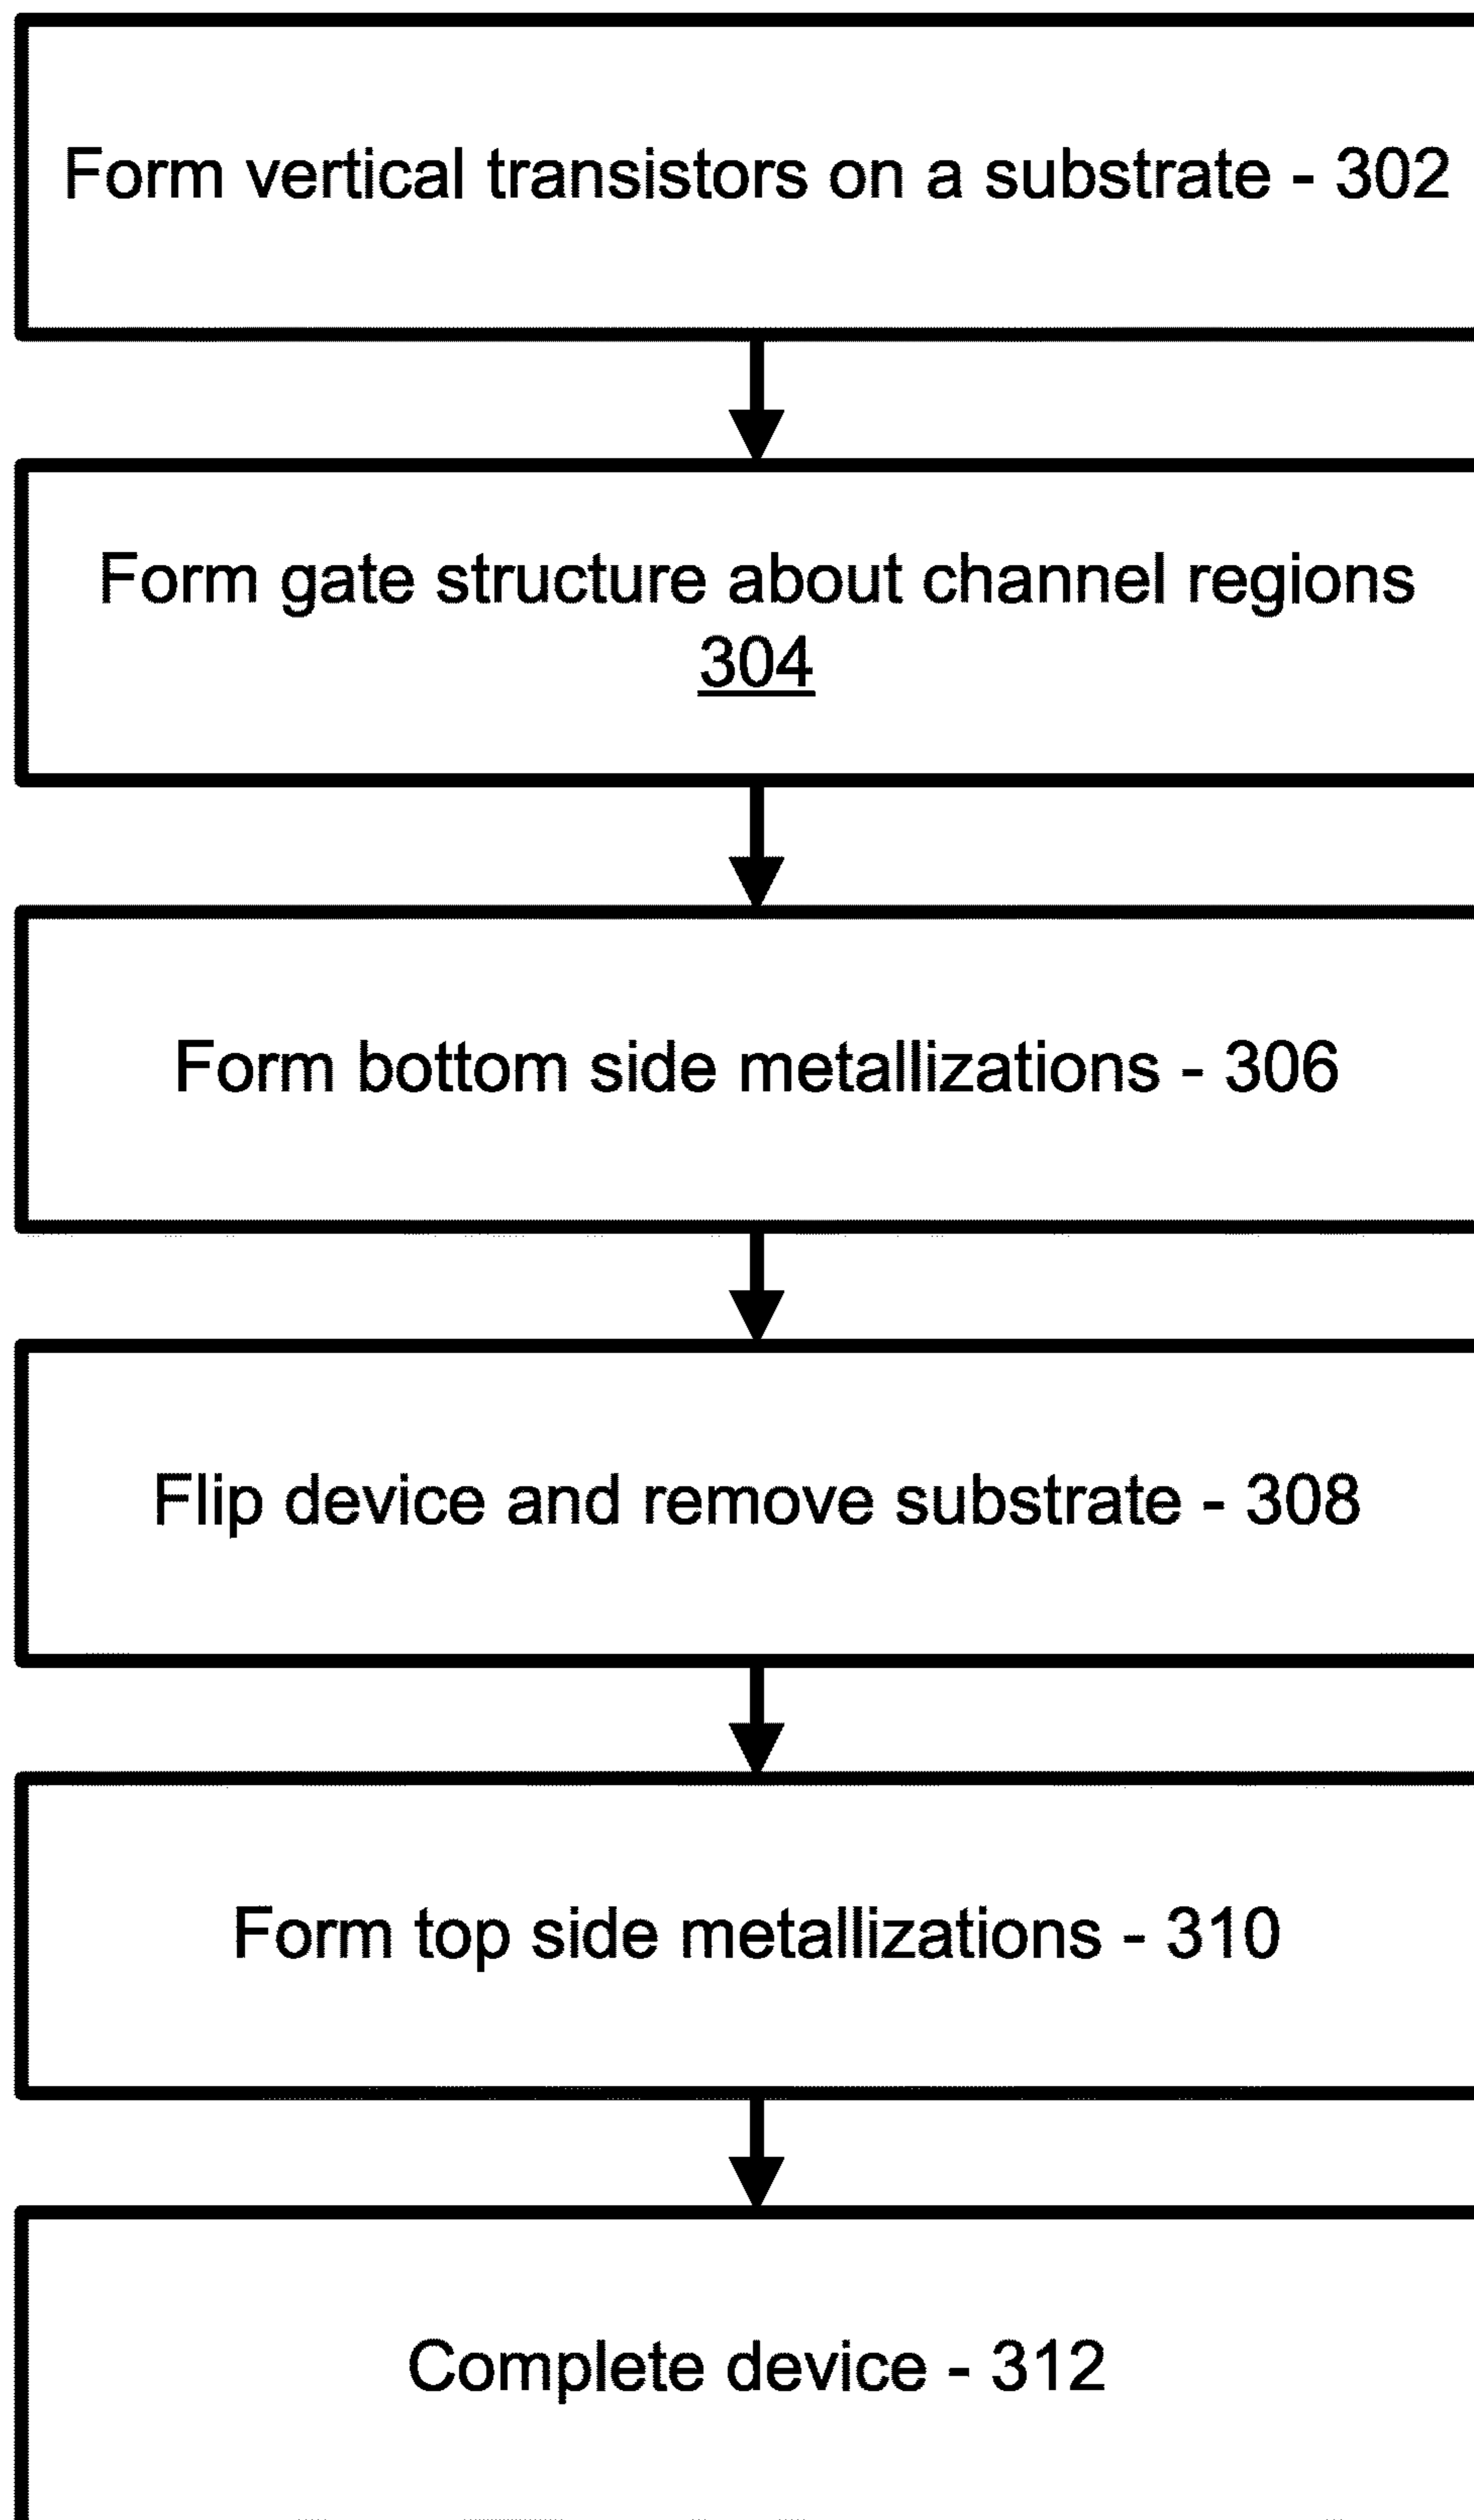 Form vertical transistors on a substrate - 302
Form gate structure about channel regions
304
Form bottom side metallizations - 306
Flip device and remove substrate - 308
Form top side metallizations - 310
Complete device - 312